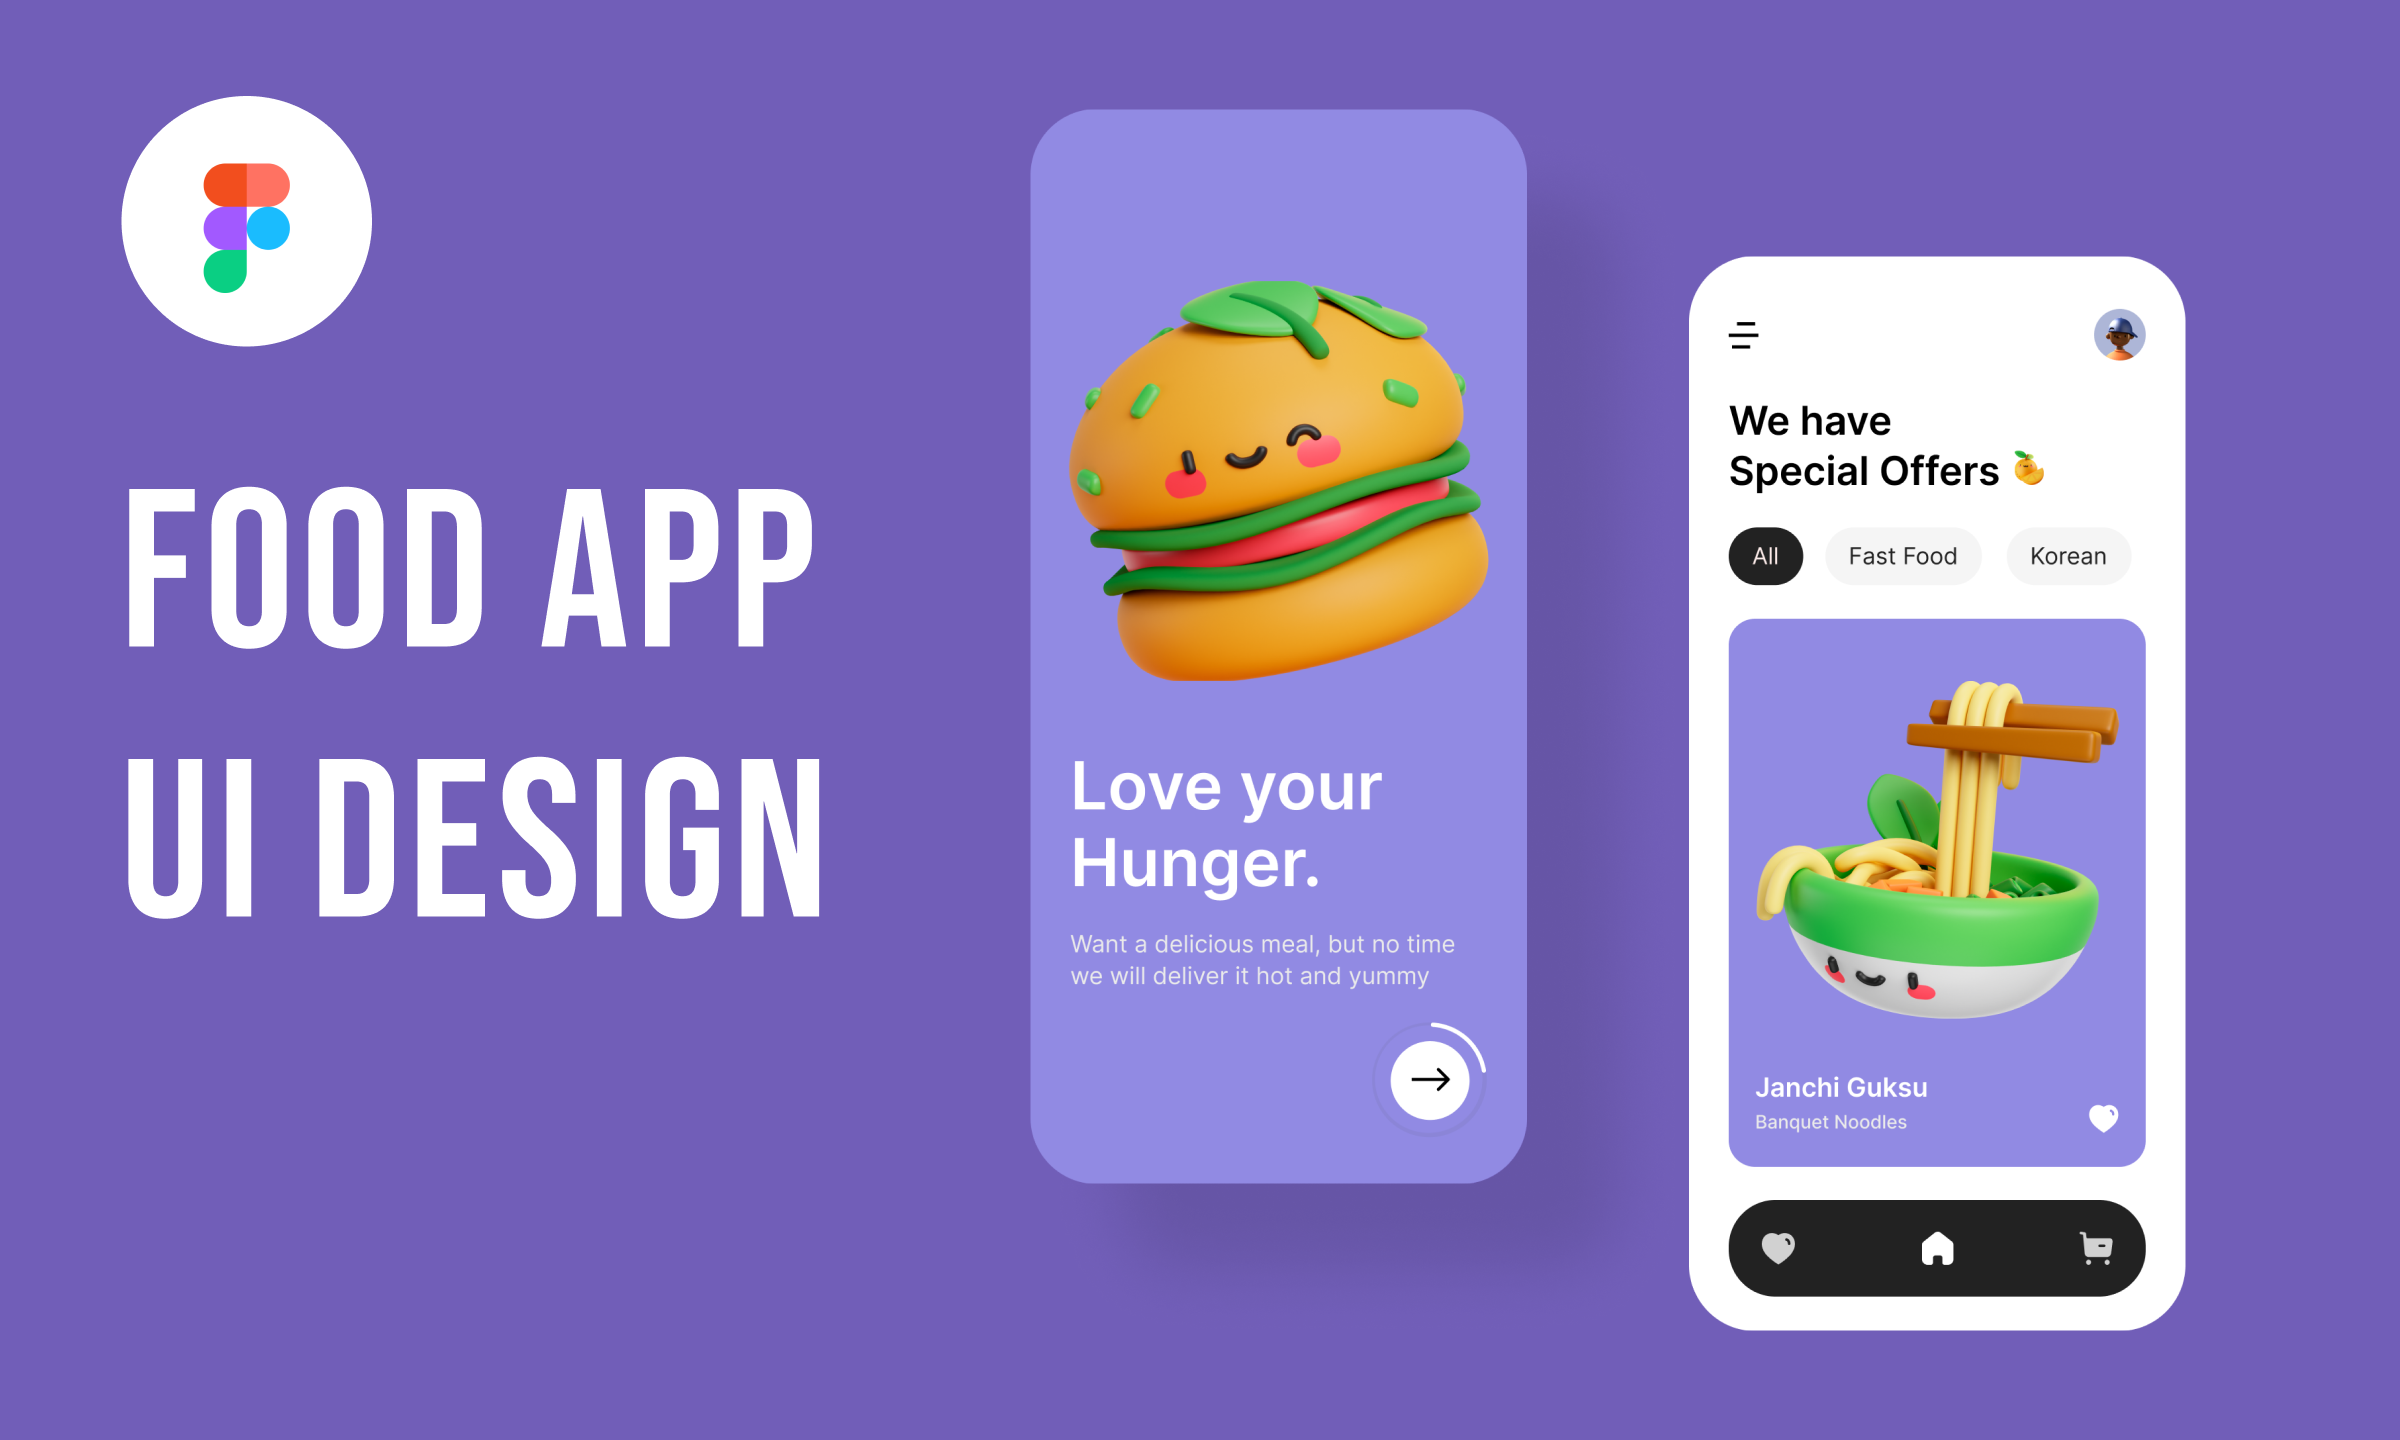 FOOD APP
UI DESIGN
Love your
Hunger.
Want a delicious meal, but no time
we will deliver it hot and yummy
We have
Special Offers
All
Fast Food
Korean
Janchi Guksu
Banquet Noodles